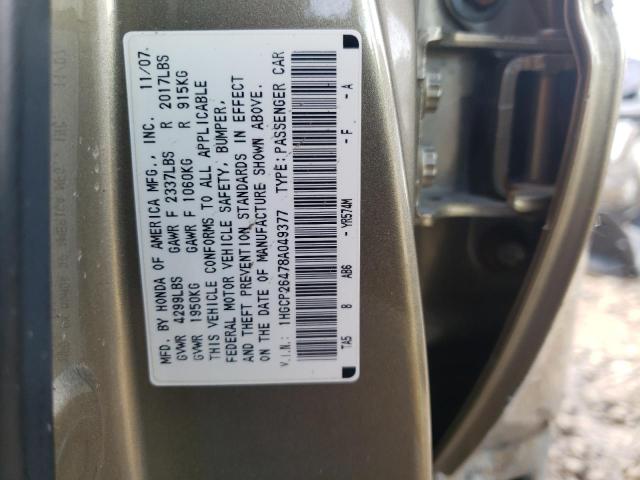 MFD. BY HONDA OF AMERICA MFG., INC. 11/07.
GVWR 4299LBS GAWR F 2337LBS R 2017LBS
GVWR 1950KG GAWR F 1060KG R 915KG
THIS VEHICLE CONFORMS TO ALL APPLICABLE
FEDERAL MOTOR VEHICLE SAFETY, BUMPER,
AND THEFT PREVENTION STANDARDS IN EFFECT
ON THE DATE OF MANUFACTURE SHOWN ABOVE.
V.I.N.: 1HGCP26478A049377 TYPE:PASSENGER CAR
TA5 B AB6 -YR574M -F -A